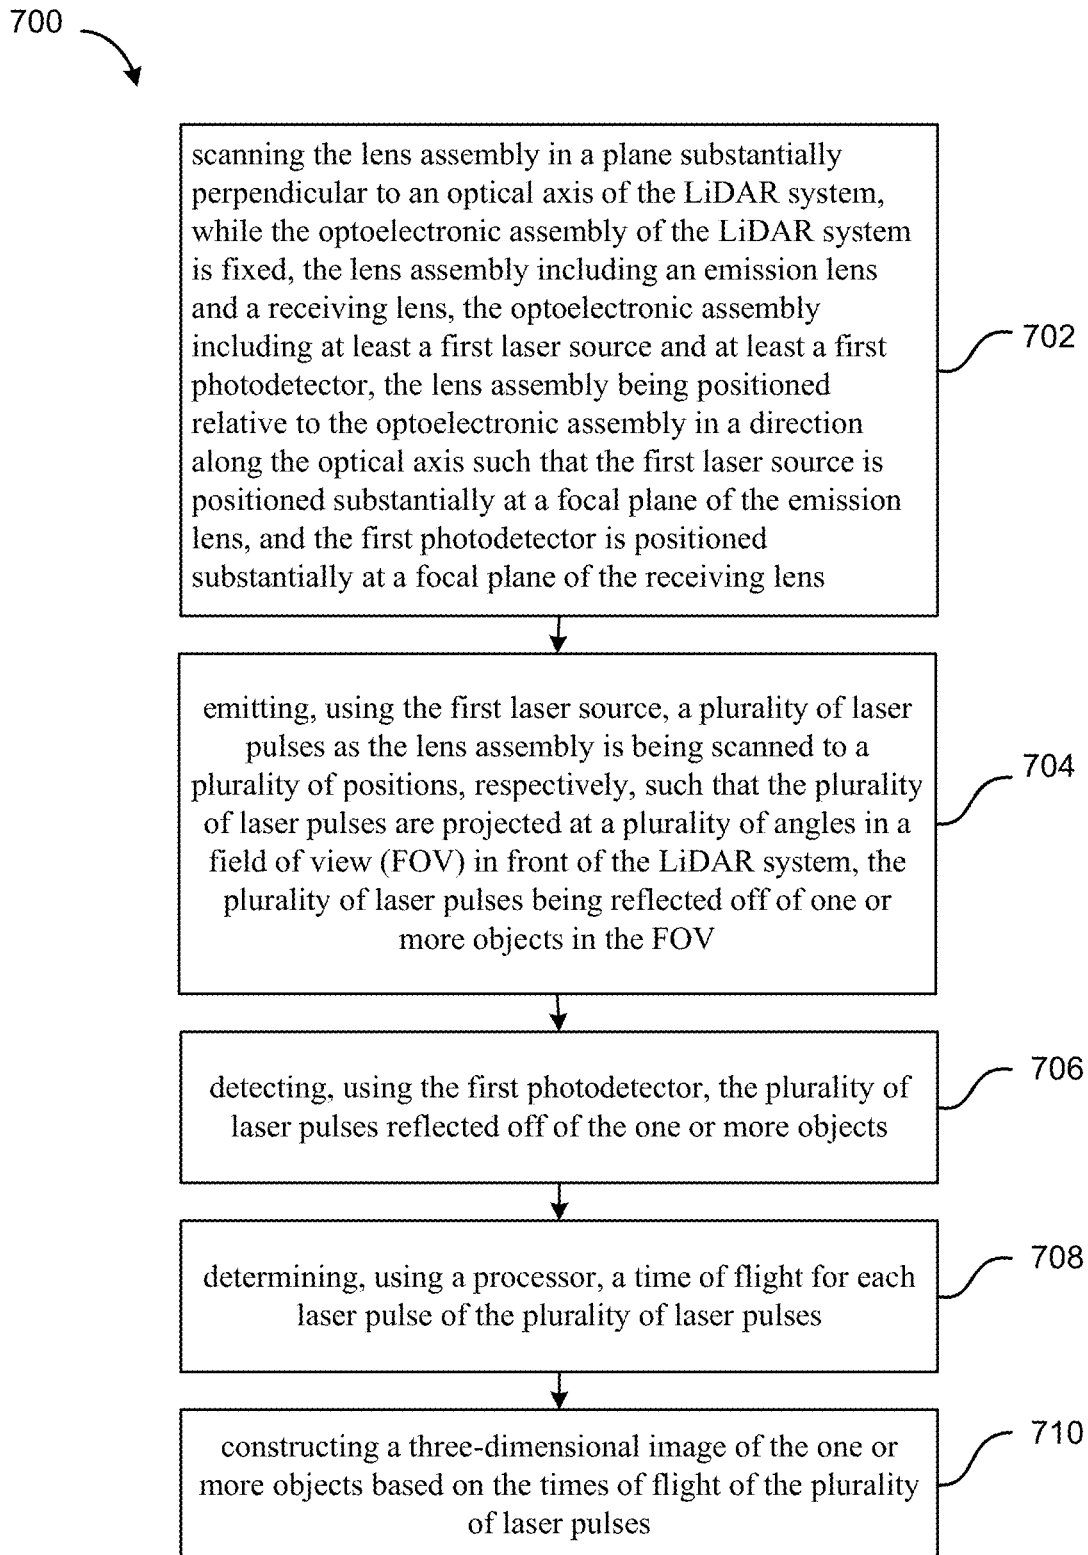 700
scanning the lens assembly in a plane substantially
perpendicular to an optical axis of the LiDAR system,
while the optoelectronic assembly of the LiDAR system
is fixed, the lens assembly including an emission lens
and a receiving lens, the optoelectronic assembly
including at least a first laser source and at least a first
photodetector, the lens assembly being positioned
relative to the optoelectronic assembly in a direction
along the optical axis such that the first laser source is
positioned substantially at a focal plane of the emission
lens, and the first photodetector is positioned
substantially at a focal plane of the receiving lens
702
emitting, using the first laser source, a plurality of laser
pulses as the lens assembly is being scanned to a
plurality of positions, respectively, such that the plurality
of laser pulses are projected at a plurality of angles in a
field of view (FOV) in front of the LiDAR system, the
plurality of laser pulses being reflected off of one or
more objects in the FOV
704
detecting, using the first photodetector, the plurality of
laser pulses reflected off of the one or more objects
706
determining, using a processor, a time of flight for each
laser pulse of the plurality of laser pulses
708
constructing a three-dimensional image of the one or
more objects based on the times of flight of the plurality
of laser pulses
710